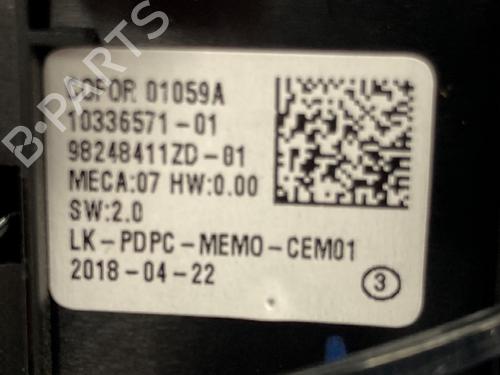 COFOR 01059A
10336571-01
98248411ZD-01
MECA:07 HW:0.00
SW:2.0
LK-PDPC-MEMO-CEM01
2018-04-22
3
B-PARTS